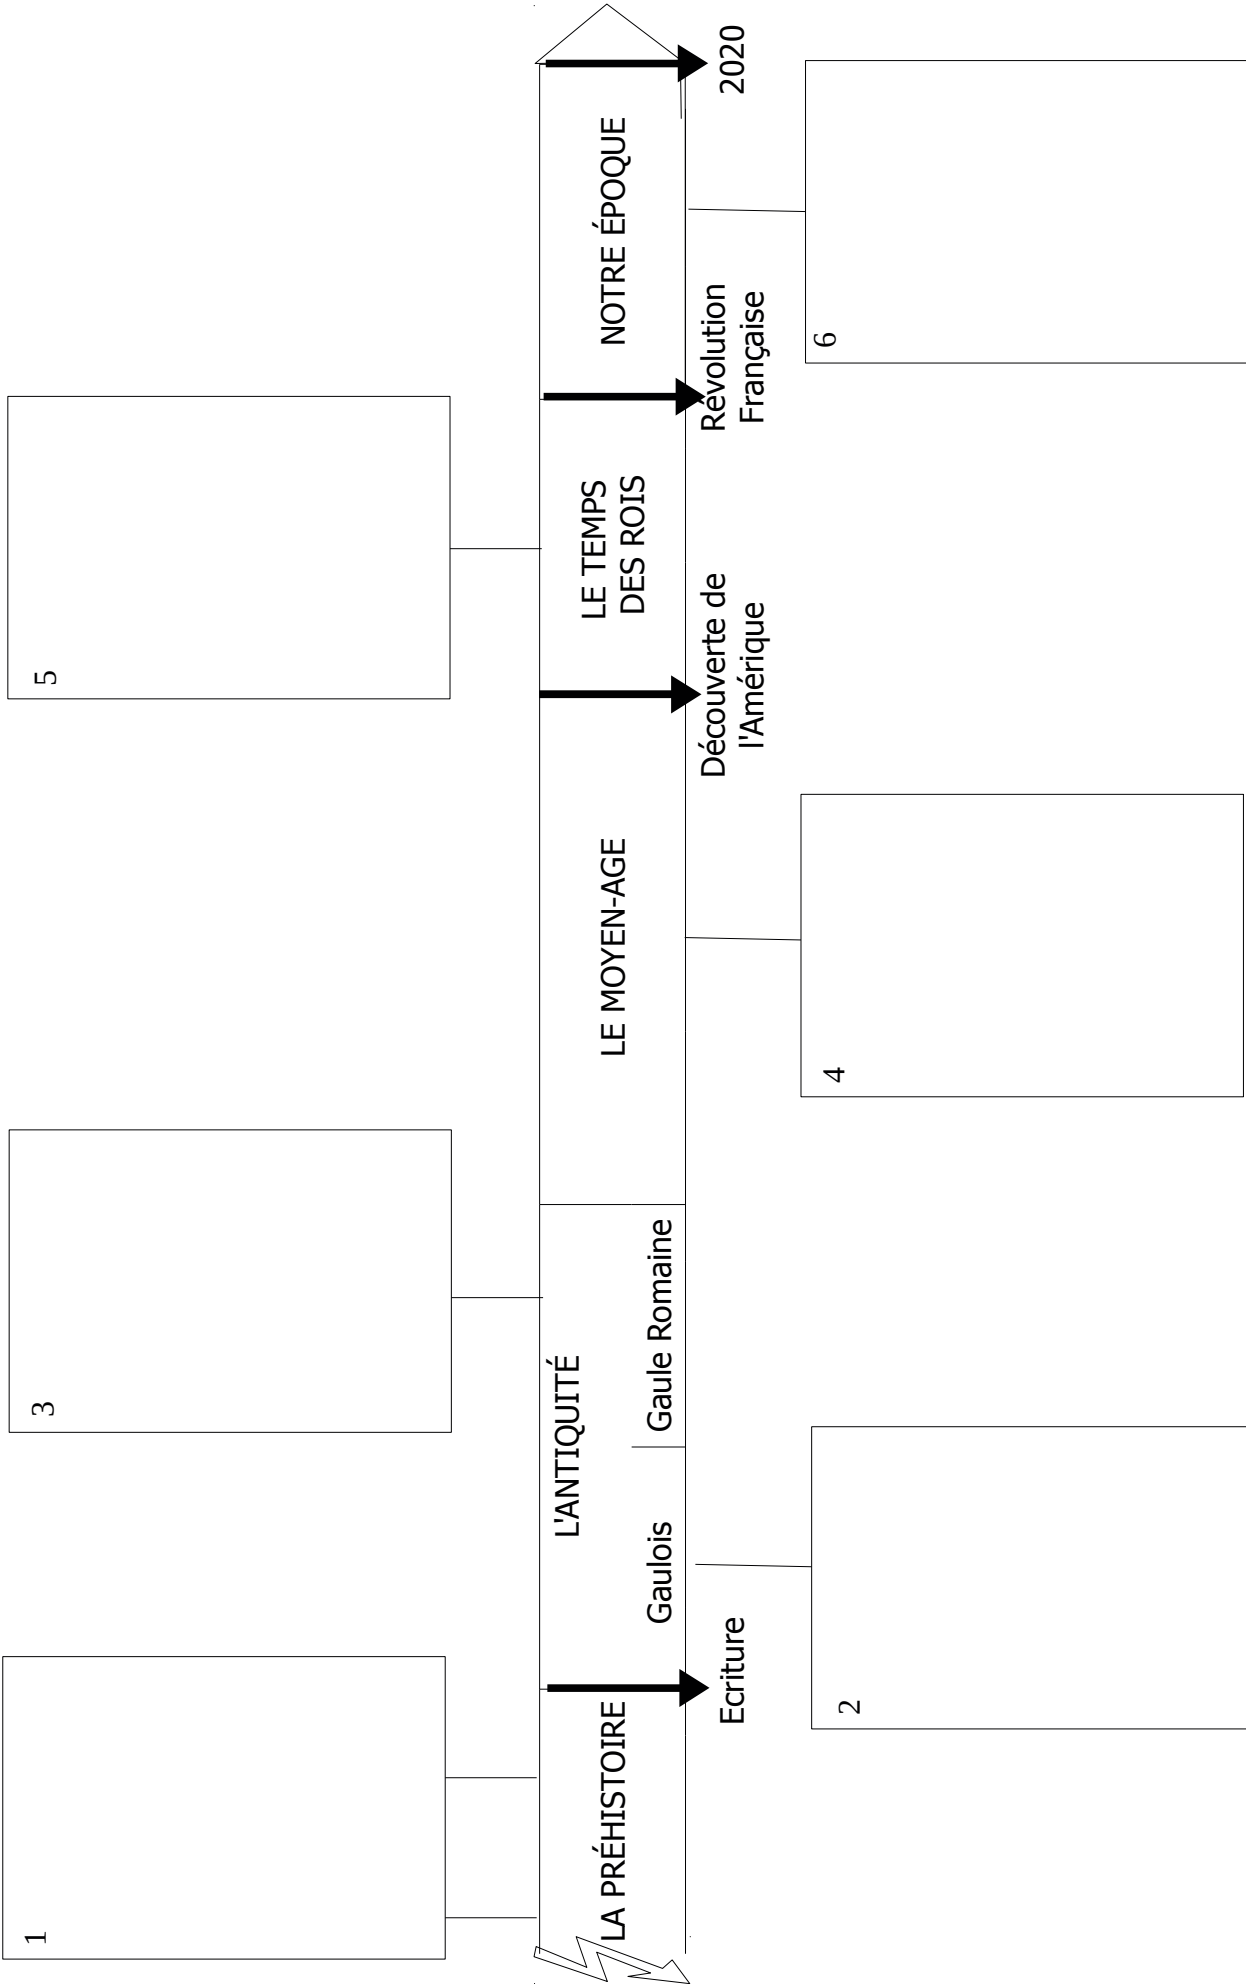 1
3
5
LA PRÉHISTOIRE
L'ANTIQUITÉ
Gaulois
Gaule Romaine
LE MOYEN-AGE
LE TEMPS
DES ROIS
NOTRE ÉPOQUE
Ecriture
Découverte de
l'Amérique
Révolution
Française
2020
2
4
6